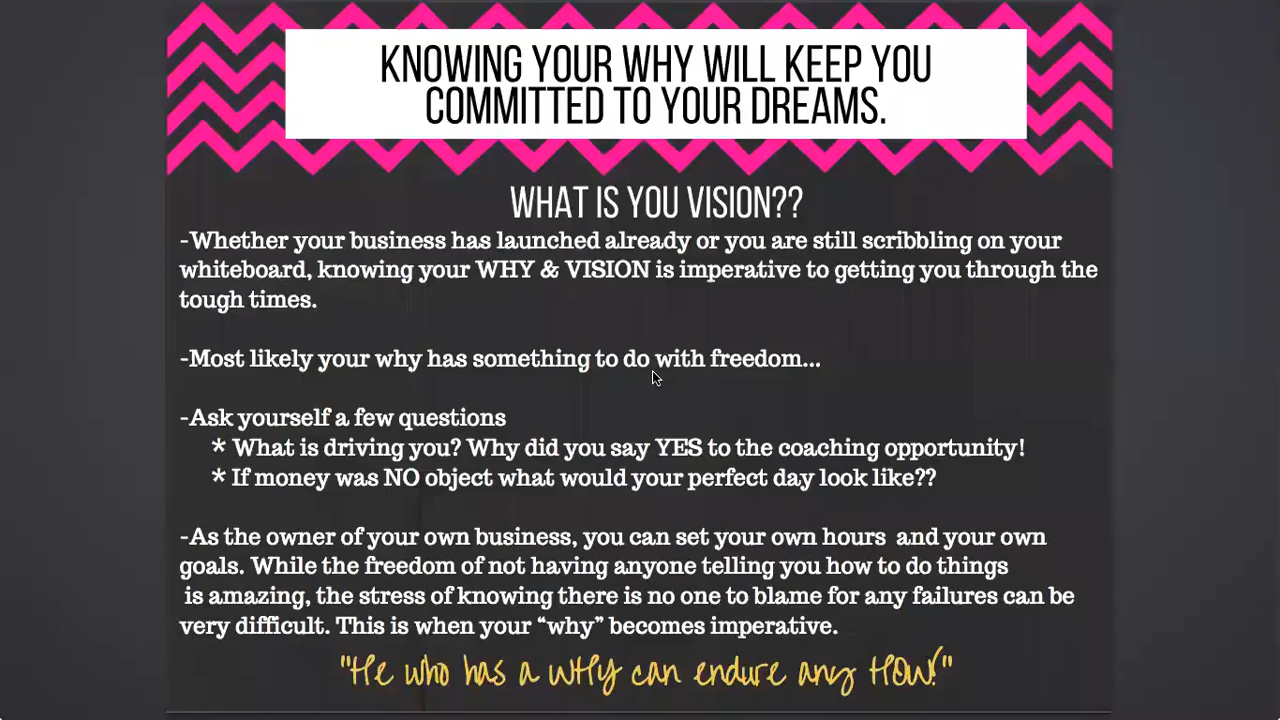 KNOWING YOUR WHY WILL KEEP YOU
COMMITTED TO YOUR DREAMS.
WHAT IS YOU VISION??
-Whether your business has launched already or you are still scribbling on your
whiteboard, knowing your WHY & VISION is imperative to getting you through the
tough times.
-Most likely your why has something to do with freedom...
-Ask yourself a few questions
* What is driving you? Why did you say YES to the coaching opportunity!
* If money was NO object what would your perfect day look like??
-As the owner of your own business, you can set your own hours  and your own
goals. While the freedom of not having anyone telling you how to do things
is amazing, the stress of knowing there is no one to blame for any failures can be
very difficult. This is when your “why” becomes imperative.
"He who has a WHY can endure any HOW!"